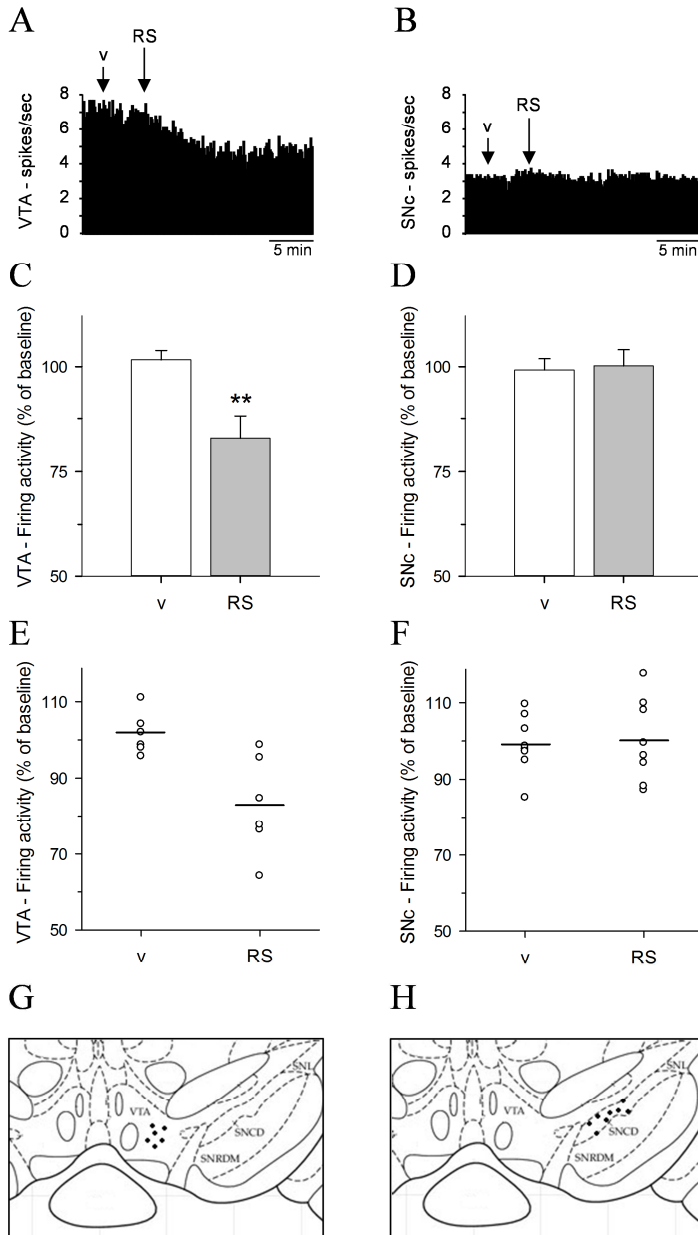 A
B
v
RS
8
6
4
2
0
VTA - spikes/sec
5 min
v
RS
8
6
4
2
0
SNc - spikes/sec
5 min
C
D
VTA - Firing activity (% of baseline)
100
75
50
**
v
RS
SNc - Firing activity (% of baseline)
100
75
50
v
RS
E
F
VTA - Firing activity (% of baseline)
110
90
70
50
v
RS
SNc - Firing activity (% of baseline)
110
90
70
50
v
RS
G
H
SNL
VTA
SNCD
SNRDM
SNL
VTA
SNCD
SNRDM